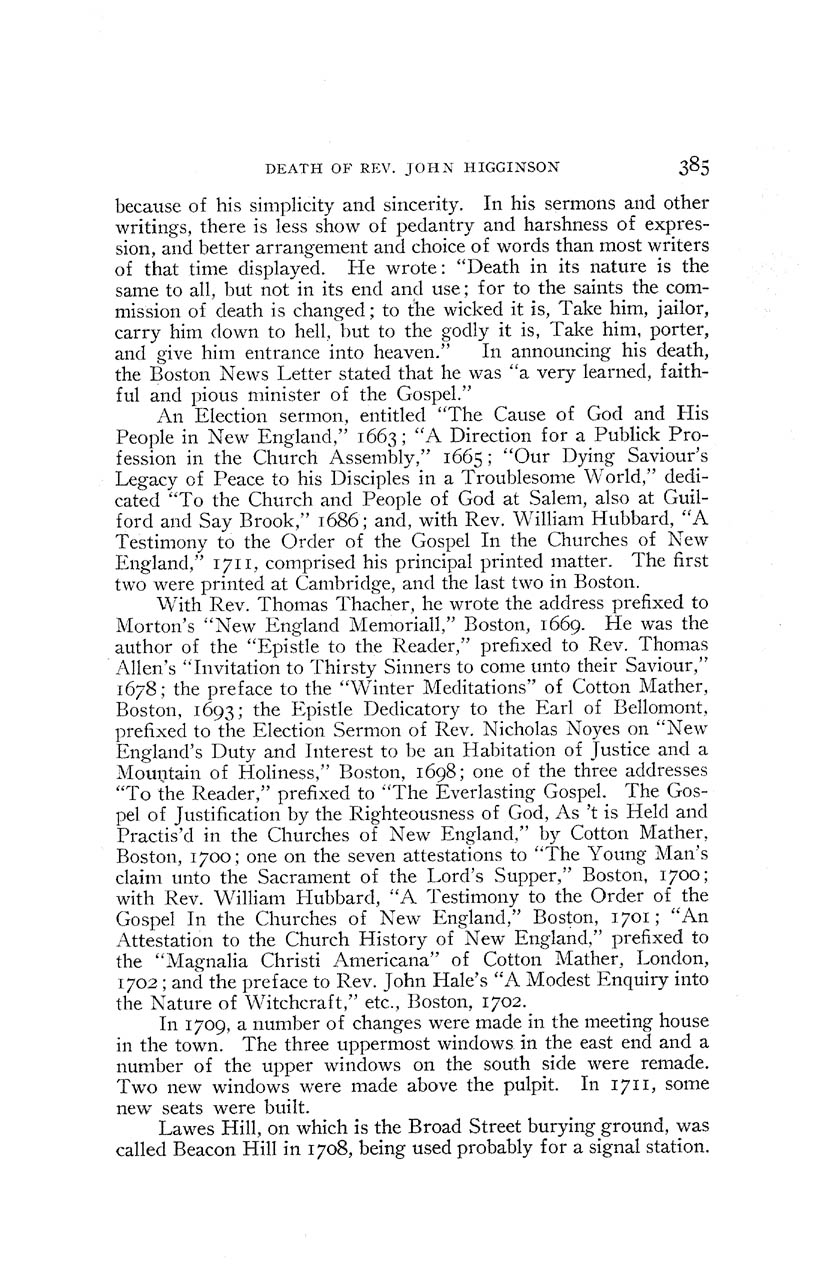 DEATH OF REV. JOHN HIGGINSON 385
because of his simplicity and sincerity. In his sermons and other
writings, there is less show of pedantry and harshness of expres-
sion, and better arrangement and choice of words than most writers
of that time displayed. He wrote: “Death in its nature is the
same to all, but not in its end and use; for to the saints the com-
mission of death is changed; to the wicked it is, Take him, jailor,
carry him down to hell, but to the godly it is, Take him, porter,
and give him entrance into heaven.” In announcing his death,
the Boston News Letter stated that he was “a very learned, faith-
ful and pious minister of the Gospel.”
An Election sermon, entitled “The Cause of God and His
People in New England,” 1663; “A Direction for a Publick Pro-
fession in the Church Assembly,” 1665; “Our Dying Saviour’s
Legacy of Peace to his Disciples in a Troublesome World,” dedi-
cated “To the Church and People of God at Salem, also at Guil-
ford and Say Brook,” 1686; and, with Rev. William Hubbard, “A
Testimony to the Order of the Gospel In the Churches of New
England,” 1711, comprised his principal printed matter. The first
two were printed at Cambridge, and the last two in Boston.
With Rev. Thomas Thacher, he wrote the address prefixed to
Morton’s “New England Memoriall,” Boston, 1669. He was the
author of the “Epistle to the Reader,” prefixed to Rev. Thomas
Allen’s “Invitation to Thirsty Sinners to come unto their Saviour,”
1678; the preface to the “Winter Meditations” of Cotton Mather,
Boston, 1693; the Epistle Dedicatory to the Earl of Bellomont,
prefixed to the Election Sermon of Rev. Nicholas Noyes on “New
England’s Duty and Interest to be an Habitation of Justice and a
Mountain of Holiness,” Boston, 1698; one of the three addresses
“To the Reader,” prefixed to “The Everlasting Gospel. The Gos-
pel of Justification by the Righteousness of God, As ’t is Held and
Practis’d in the Churches of New England,” by Cotton Mather,
Boston, 1700; one on the seven attestations to “The Young Man’s
claim unto the Sacrament of the Lord’s Supper,” Boston, 1700;
with Rev. William Hubbard, “A Testimony to the Order of the
Gospel In the Churches of New England,” Boston, 1701; “An
Attestation to the Church History of New England,” prefixed to
the “Magnalia Christi Americana” of Cotton Mather, London,
1702; and the preface to Rev. John Hale’s “A Modest Enquiry into
the Nature of Witchcraft,” etc., Boston, 1702.
In 1709, a number of changes were made in the meeting house
in the town. The three uppermost windows in the east end and a
number of the upper windows on the south side were remade.
Two new windows were made above the pulpit. In 1711, some
new seats were built.
Lawes Hill, on which is the Broad Street burying ground, was
called Beacon Hill in 1708, being used probably for a signal station.